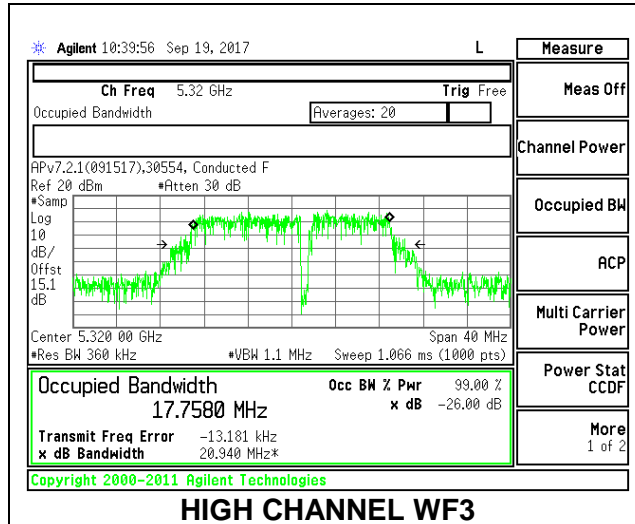 Agilent 10:39:56 Sep 19, 2017 L
Measure
Ch Freq 5.32 GHz Trig Free
Occupied Bandwidth Averages: 20
Meas Off
Channel Power
Occupied BW
ACP
Multi Carrier
Power
Power Stat
CCDF
More
1 of 2
APv7.2.1(091517),30554, Conducted F
Ref 20 dBm #Atten 30 dB
#Samp
Log
10
dB/
Offst
15.1
dB
Center 5.320 00 GHz Span 40 MHz
#Res BW 360 kHz #VBW 1.1 MHz Sweep 1.066 ms (1000 pts)
Occupied Bandwidth Occ BW % Pwr 99.00 %
17.7580 MHz x dB -26.00 dB
Transmit Freq Error -13.181 kHz
x dB Bandwidth 20.940 MHz*
Copyright 2000-2011 Agilent Technologies
HIGH CHANNEL WF3